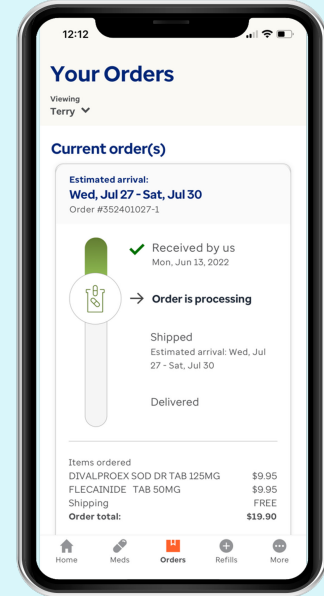 12:12
Your Orders
Viewing
Terry
Current order(s)
Estimated arrival:
Wed, Jul 27 - Sat, Jul 30
Order #352401027-1
Received by us
Mon, Jun 13, 2022
Order is processing
Shipped
Estimated arrival: Wed, Jul
27 - Sat, Jul 30
Delivered
Items ordered
DIVALPROEX SOD DR TAB 125MG $9.95
FLECAINIDE TAB 50MG $9.95
Shipping FREE
Order total: $19.90
Home Meds Orders Refills More